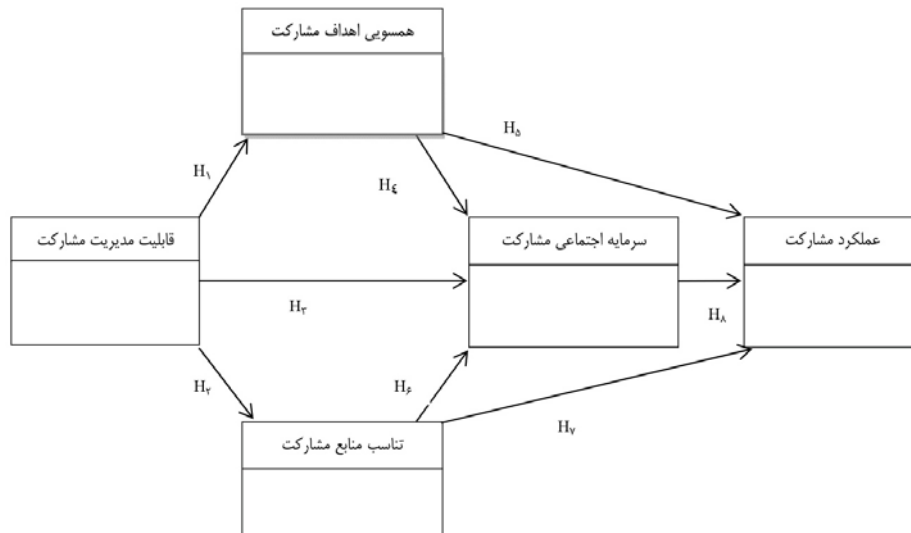 همسویی اهداف مشارکت
H۵
H۱
H٤
قابلیت مدیریت مشارکت
سرمایه اجتماعی مشارکت
عملکرد مشارکت
H۳
H۸
H۲
H۶
H۷
تناسب منابع مشارکت